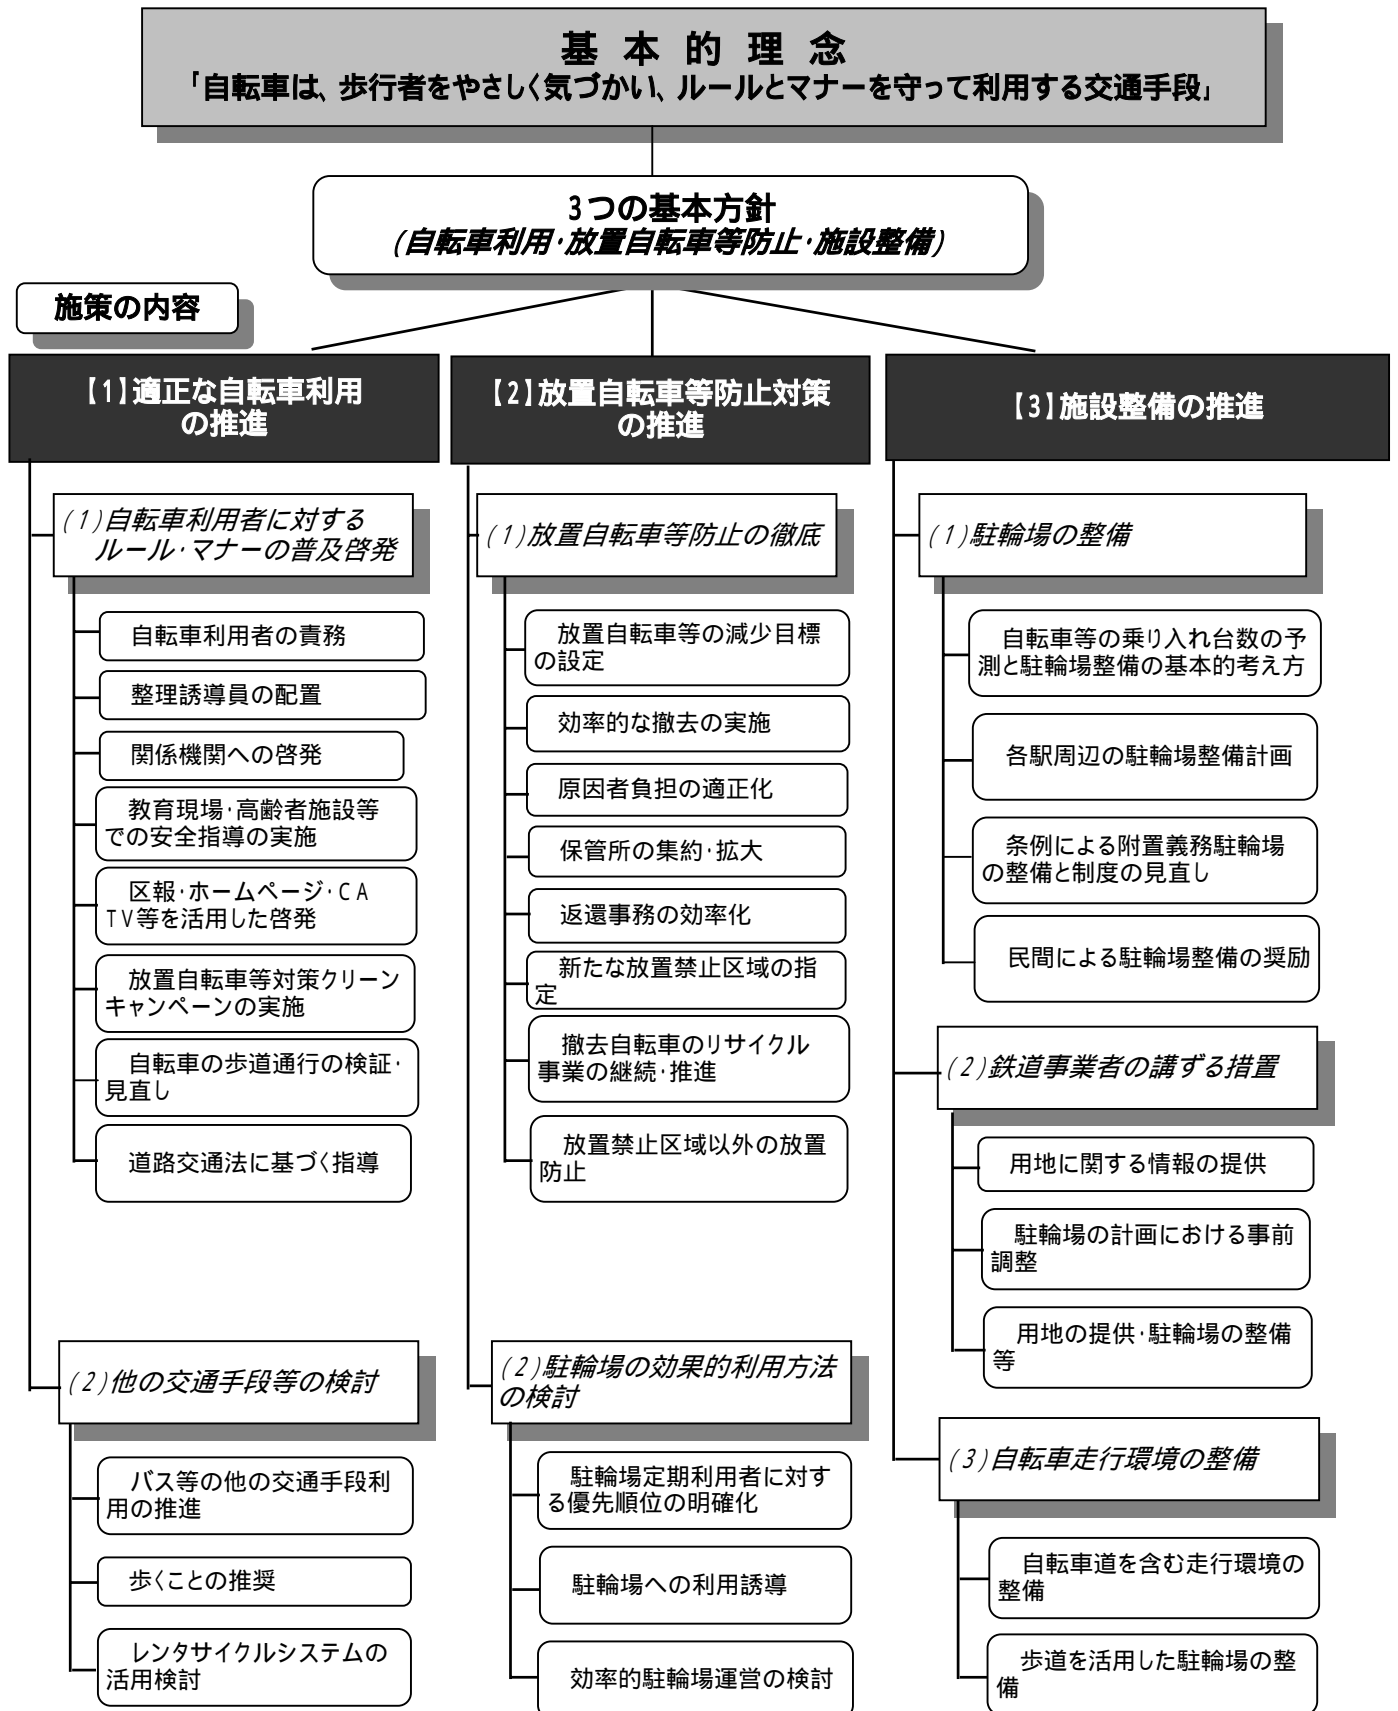 基本的理念
「自転車は、歩行者をやさしく気づかい、ルールとマナーを守って利用する交通手段」
3つの基本方針
(自転車利用・放置自転車等防止・施設整備)
施策の内容
【1】適正な自転車利用
の推進
(1)自転車利用者に対する
ルール・マナーの普及啓発
自転車利用者の責務
整理誘導員の配置
関係機関への啓発
教育現場・高齢者施設等
での安全指導の実施
区報・ホームページ・CA
TV等を活用した啓発
放置自転車等対策クリーン
キャンペーンの実施
自転車の歩道通行の検証・
見直し
道路交通法に基づく指導
(2)他の交通手段等の検討
バス等の他の交通手段利
用の推進
歩くことの推奨
レンタサイクルシステムの
活用検討
【2】放置自転車等防止対策
の推進
(1)放置自転車等防止の徹底
放置自転車等の減少目標
の設定
効率的な撤去の実施
原因者負担の適正化
保管所の集約・拡大
返還事務の効率化
新たな放置禁止区域の指
定
撤去自転車のリサイクル
事業の継続・推進
放置禁止区域以外の放置
防止
(2)駐輪場の効果的利用方法
の検討
駐輪場定期利用者に対す
る優先順位の明確化
駐輪場への利用誘導
効率的駐輪場運営の検討
【3】施設整備の推進
(1)駐輪場の整備
自転車等の乗り入れ台数の予
測と駐輪場整備の基本的考え方
各駅周辺の駐輪場整備計画
条例による附置義務駐輪場
の整備と制度の見直し
民間による駐輪場整備の奨励
(2)鉄道事業者の講ずる措置
用地に関する情報の提供
駐輪場の計画における事前
調整
用地の提供・駐輪場の整備
等
(3)自転車走行環境の整備
自転車道を含む走行環境の
整備
歩道を活用した駐輪場の整
備